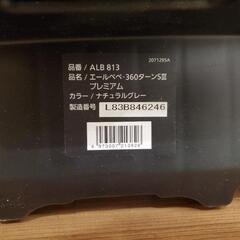 2071295A
品番 / ALB 813
品名 / エールベベ・360ターンSⅢ
プレミアム
カラー / ナチュラルグレー
製造番号 L83B846246